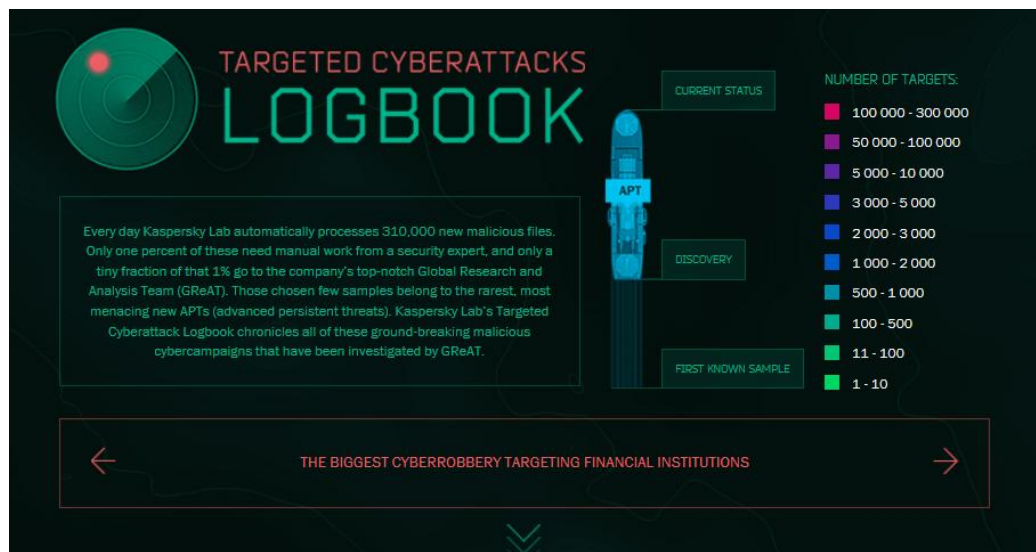 TARGETED CYBERATTACKS
LOGBOOK
Every day Kaspersky Lab automatically processes 310,000 new malicious files.
Only one percent of these need manual work from a security expert, and only a
tiny fraction of that 1% go to the company's top-notch Global Research and
Analysis Team (GReAT). Those chosen few samples belong to the rarest, most
menacing new APTs (advanced persistent threats). Kaspersky Lab's Targeted
Cyberattack Logbook chronicles all of these ground-breaking malicious
cybercampaigns that have been investigated by GReAT.
CURRENT STATUS
APT
DISCOVERY
FIRST KNOWN SAMPLE
NUMBER OF TARGETS:
100 000 - 300 000
50 000 - 100 000
5 000 - 10 000
3 000 - 5 000
2 000 - 3 000
1 000 - 2 000
500 - 1 000
100 - 500
11 - 100
1 - 10
THE BIGGEST CYBERROBBERY TARGETING FINANCIAL INSTITUTIONS